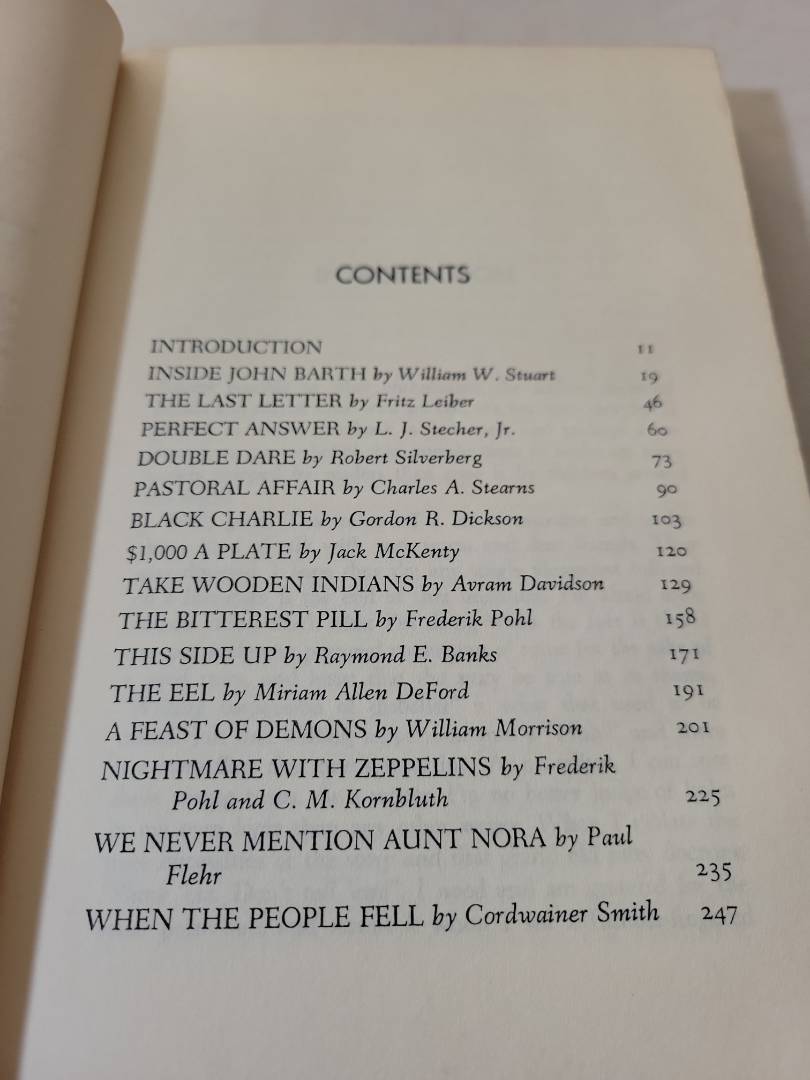 CONTENTS
INTRODUCTION 11
INSIDE JOHN BARTH by William W. Stuart 19
THE LAST LETTER by Fritz Leiber 46
PERFECT ANSWER by L. J. Stecher, Jr. 60
DOUBLE DARE by Robert Silverberg 73
PASTORAL AFFAIR by Charles A. Stearns 90
BLACK CHARLIE by Gordon R. Dickson 103
$1,000 A PLATE by Jack McKenty 120
TAKE WOODEN INDIANS by Avram Davidson 129
THE BITTEREST PILL by Frederik Pohl 158
THIS SIDE UP by Raymond E. Banks 171
THE EEL by Miriam Allen DeFord 191
A FEAST OF DEMONS by William Morrison 201
NIGHTMARE WITH ZEPPELINS by Frederik
Pohl and C. M. Kornbluth 225
WE NEVER MENTION AUNT NORA by Paul
Flehr 235
WHEN THE PEOPLE FELL by Cordwainer Smith 247